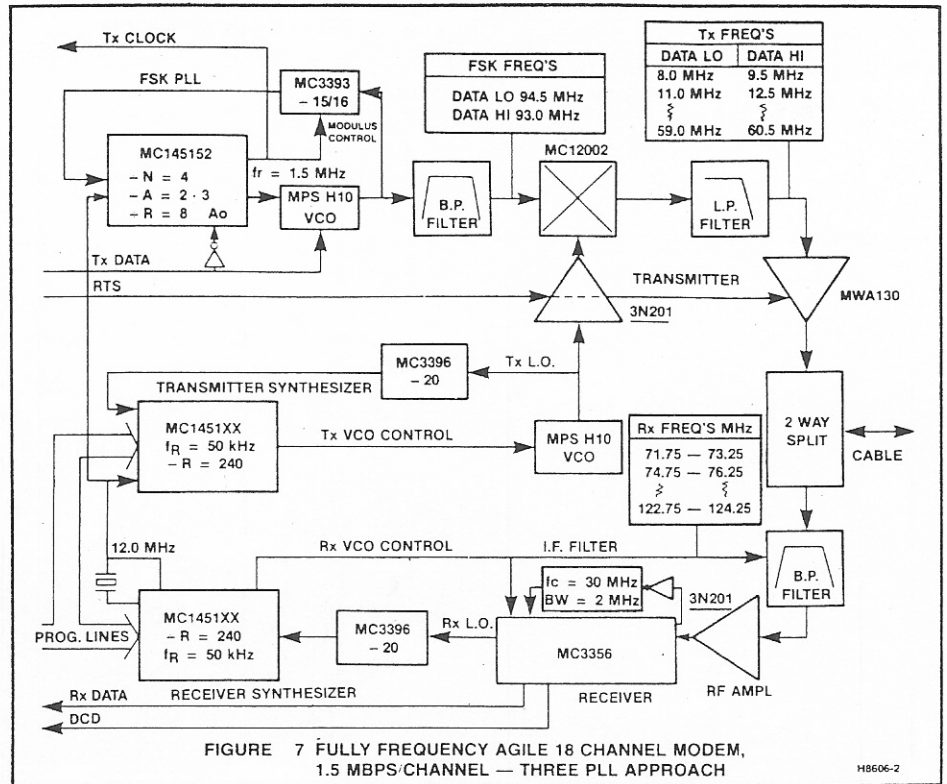 Tx CLOCK
FSK PLL
MC3393
– 15/16
MODULUS
CONTROL
MC145152
– N = 4
– A = 2 · 3
– R = 8 Ao
fr = 1.5 MHz
MPS H10
VCO
Tx DATA
RTS
B.P.
FILTER
FSK FREQ'S
DATA LO 94.5 MHz
DATA HI 93.0 MHz
MC12002
L.P.
FILTER
Tx FREQ'S
DATA LO DATA HI
8.0 MHz 9.5 MHz
11.0 MHz 12.5 MHz
59.0 MHz 60.5 MHz
TRANSMITTER
3N201
MWA130
MC3396
– 20
Tx L.O.
TRANSMITTER SYNTHESIZER
MC1451XX
fR = 50 kHz
– R = 240
Tx VCO CONTROL
MPS H10
VCO
Rx FREQ'S MHz
71.75 — 73.25
74.75 — 76.25
122.75 — 124.25
2 WAY
SPLIT
CABLE
12.0 MHz
Rx VCO CONTROL
I.F. FILTER
fc = 30 MHz
BW = 2 MHz
3N201
B.P.
FILTER
MC1451XX
– R = 240
fR = 50 kHz
PROG. LINES
MC3396
– 20
Rx L.O.
MC3356
RECEIVER
RF AMPL
Rx DATA
RECEIVER SYNTHESIZER
DCD
FIGURE 7 FULLY FREQUENCY AGILE 18 CHANNEL MODEM,
1.5 MBPS/CHANNEL — THREE PLL APPROACH
H8606-2